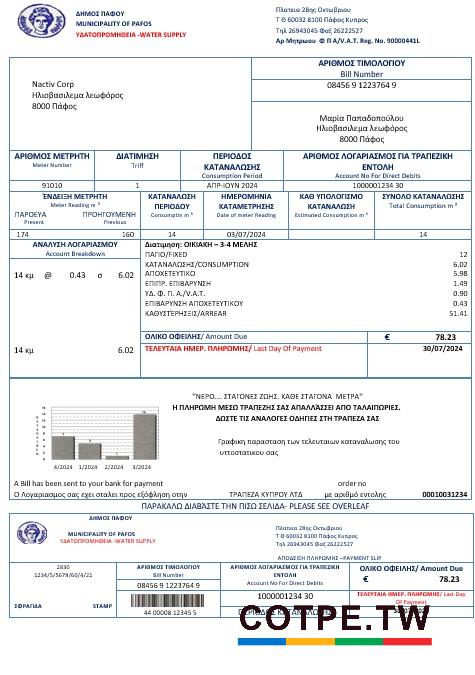 ΔΗΜΟΣ ΠΑΦΟΥ
MUNICIPALITY OF PAFOS
ΥΔΑΤΟΠΡΟΜΗΘΕΙΑ -WATER SUPPLY
Πλατεια 28ης Οκτωβριου
Τ Θ 60032 8100 Πάφος Κυπρος
Τηλ 26943045 Φαξ 26222527
Αρ Μητρωου Φ Π Α/V.A.T. Reg. No. 90000441L
Nactiv Corp
Ηλιοβασιλεμα λεωφόρος
8000 Πάφος
ΑΡΙΘΜΟΣ ΤΙΜΟΛΟΓΙΟΥ
Bill Number
08456 9 1223764 9
Μαρία Παπαδοπούλου
Ηλιοβασιλεμα λεωφόρος
8000 Πάφος
ΑΡΙΘΜΟΣ ΜΕΤΡΗΤΗ
Meter Number
91010
ΔΙΑΤΙΜΗΣΗ
Triff
1
ΠΕΡΙΟΔΟΣ
ΚΑΤΑΝΑΛΩΣΗΣ
Consumption Period
ΑΠΡ-ΙΟΥΝ 2024
ΑΡΙΘΜΟΣ ΛΟΓΑΡΙΑΣΜΟΥ ΓΙΑ ΤΡΑΠΕΖΙΚΗ
ΕΝΤΟΛΗ
Account No For Direct Debits
1000001234 30
ΈΝΔΕΙΞΗ ΜΕΤΡΗΤΗ
Meter Reading ᵐ ³
ΠΑΡΟΕΥΑ ΠΡΟΗΓΟΥΜΕΝΗ
Present Previous
174 160
ΚΑΤΑΝΑΛΩΣΗ
ΠΕΡΙΟΔΟΥ
Consumptin m ³
14
ΗΜΕΡΟΜΗΝΙΑ
ΚΑΤΑΜΕΤΡΗΣΗΣ
Date of meter Reading
03/07/2024
ΚΑΘ ΥΠΟΛΟΓΙΣΜΟ
ΚΑΤΑΝΑΛΩΣΗ
Estimated Consumption m ³
ΣΥΝΟΛΟ ΚΑΤΑΝΑΛΩΣΗ
Total Consumption m ³
14
ΑΝΑΛΥΣΗ ΛΟΓΑΡΙΑΣΜΟΥ
Account Breakdown
14 κμ @ 0.43 σ 6.02
14 κμ 6.02
Διατιμηση: ΟΙΚΙΑΚΗ – 3-4 ΜΕΛΗΣ
ΠΑΓΙΟ/FIXED 12
ΚΑΤΑΝΑΛΩΣΗΣ/CONSUMPTION 6.02
ΑΠΟΧΕΤΕΥΤΙΚΟ 5.98
ΕΠΙΠΡ. ΕΠΙΒΑΡΥΝΣΗ 1.49
ΥΔ. Φ. Π. Α./V.A.T. 0.90
ΕΠΙΒΑΡΥΝΣΗ ΑΠΟΧΕΤΕΥΤΙΚΟΥ 0.43
ΚΑΘΥΣΤΈΡΗΣΕΙΣ/ARREAR 51.41
ΟΛΙΚΟ ΟΦΕΙΛΗΣ/ Amount Due € 78.23
ΤΕΛΕΥΤΑΙΑ ΗΜΕΡ. ΠΛΗΡΩΜΗΣ/ Last Day Of Payment 30/07/2024
"ΝΕΡΟ.... ΣΤΑΓΟΝΕΣ ΖΩΗΣ. ΚΑΘΕ ΣΤΑΓΟΝΑ ΜΕΤΡΑ"
Η ΠΛΗΡΩΜΗ ΜΕΣΩ ΤΡΑΠΕΖΗΣ ΣΑΣ ΑΠΑΛΛΑΣΣΕΙ ΑΠΟ ΤΑΛΑΙΠΩΡΙΕΣ.
ΔΩΣΤΕ ΤΙΣ ΑΝΑΛΟΓΕΣ ΟΔΗΓΙΕΣ ΣΤΗ ΤΡΑΠΕΖΑ ΣΑΣ
Γραφικη παραστaση των τελευταιων καταναλωσης του
υτοστατικου σας
4/2024 1/2024 2/2024 3/2024
A Bill has been sent to your bank for payment order no
Ο Λογαριασμος σας εχει σταλει προς εξόφληση στην ΤΡΑΠΕΖΑ ΚΥΠΡΟΥ ΛΤΔ με αριθμό εντολης 00010031234
ΠΑΡΑΚΑΛΩ ΔΙΑΒΆΣΤΕ ΤΗΝ ΠΙΣΩ ΣΕΛΙΔΑ- PLEASE SEE OVERLEAF
ΔΗΜΟΣ ΠΑΦΟΥ
MUNICIPALITY OF PAFOS
ΥΔΑΤΟΠΡΟΜΗΘΕΙΑ -WATER SUPPLY
Πλατεια 28ης Οκτωβριου
Τ Θ 60032 8100 Πάφος Κυπρος
Τηλ 26943045 Φαξ 26222527
ΑΠΟΔΕΙΞΗ ΠΛΗΡΩΜΗΣ –PAYMENT SLIP
2830
1234/5/5678/60/4/21
ΣΦΡΑΓΙΔΑ STAMP
ΑΡΙΘΜΟΣ ΤΙΜΟΛΟΓΙΟΥ
Bill Number
08456 9 1223764 9
44 00008 12345 5
ΑΡΙΘΜΟΣ ΛΟΓΑΡΙΑΣΜΟΥ ΓΙΑ ΤΡΑΠΕΖΙΚΗ
ΕΝΤΟΛΗ
Account No For Direct Debits
1000001234 30
ΟΛΙΚΟ ΟΦΕΙΛΗΣ/ Amount Due
€ 78.23
ΤΕΛΕΥΤΑΙΑ ΗΜΕΡ. ΠΛΗΡΩΜΗΣ/ Last Day
Of Payment
COTPE.TW